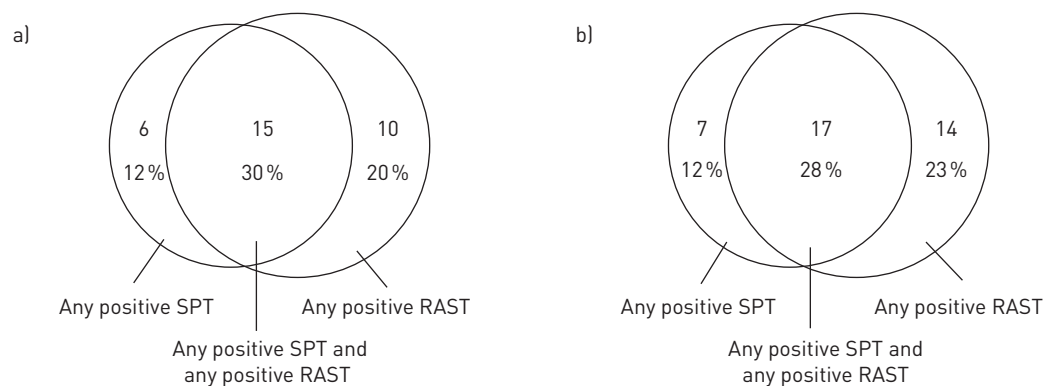 a)
6 15 10
12% 30% 20%
Any positive SPT Any positive RAST
Any positive SPT and
any positive RAST
b)
7 17 14
12% 28% 23%
Any positive SPT Any positive RAST
Any positive SPT and
any positive RAST